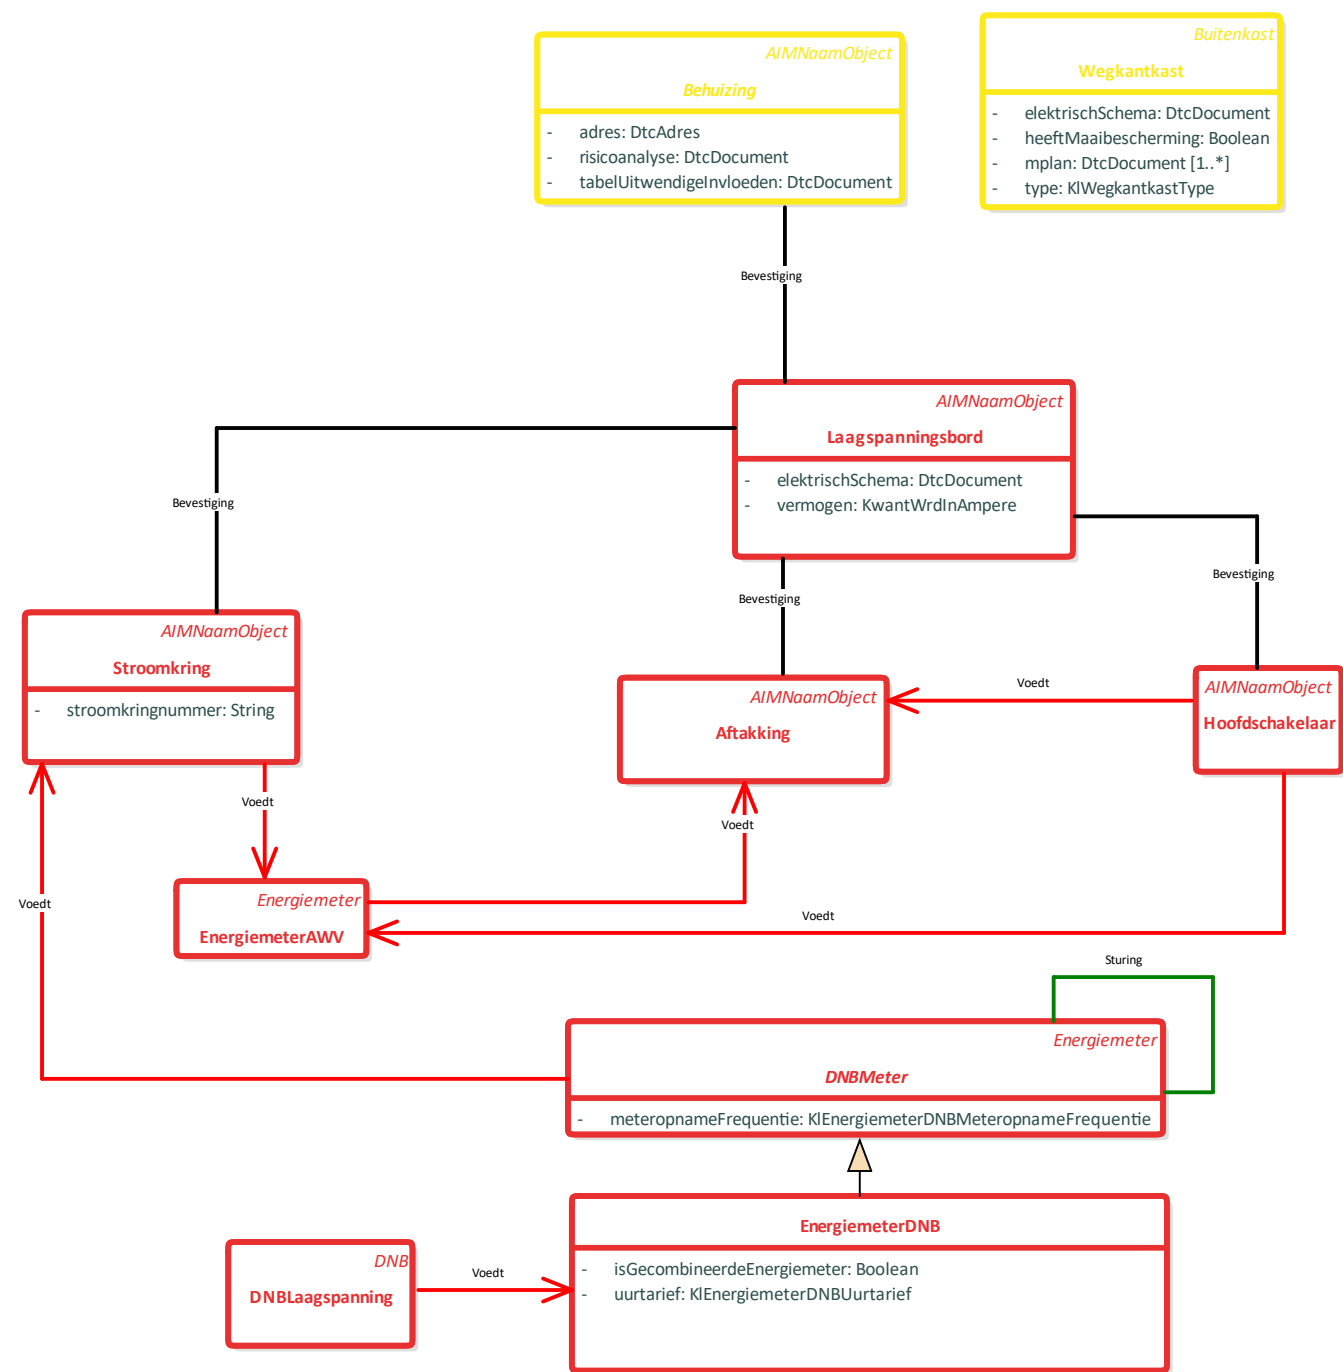 AIMNaamObject
Behuizing
- adres: DtcAdres
- risicoanalyse: DtcDocument
- tabelUitwendigeInvloeden: DtcDocument
Buitenkast
Wegkantkast
- elektrischSchema: DtcDocument
- heeftMaaibescherming: Boolean
- mplan: DtcDocument [1..*]
- type: KlWegkantkastType
Bevestiging
AIMNaamObject
Laagspanningsbord
- elektrischSchema: DtcDocument
- vermogen: KwantWrdInAmpere
Bevestiging
Bevestiging
Bevestiging
AIMNaamObject
Stroomkring
- stroomkringnummer: String
AIMNaamObject
Aftakking
Voedt
AIMNaamObject
Hoofdschakelaar
Voedt
Voedt
Voedt
Energiemeter
EnergiemeterAWV
Voedt
Sturing
Energiemeter
DNBMeter
- meteropnameFrequentie: KlEnergiemeterDNBMeteropnameFrequentie
EnergiemeterDNB
- isGecombineerdeEnergiemeter: Boolean
- uurtarief: KlEnergiemeterDNBUurtarief
DNB
DNBLaagspanning
Voedt